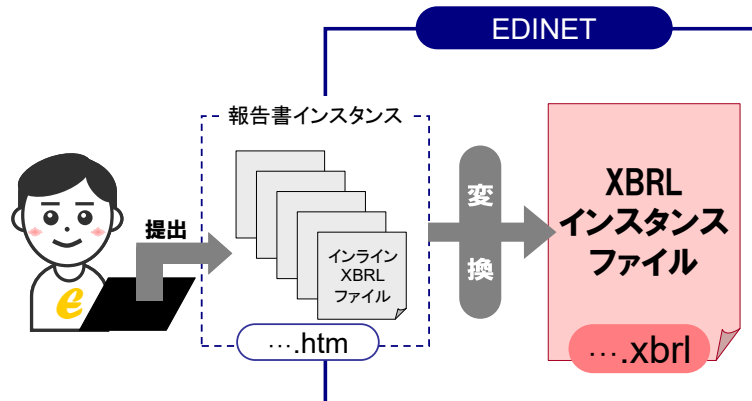 EDINET
報告書インスタンス
提出
e
インライン
XBRL
ファイル
….htm
変
換
XBRL
インスタンス
ファイル
….xbrl